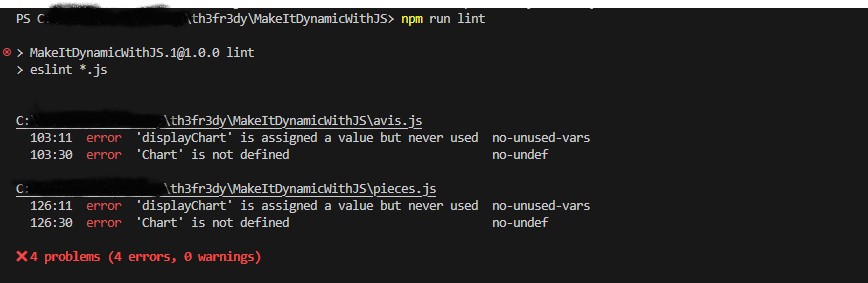 PS C \th3fr3dy\MakeItDynamicWithJS> npm run lint
> MakeItDynamicWithJS.1@1.0.0 lint
> eslint *.js
C:\ \th3fr3dy\MakeItDynamicWithJS\avis.js
103:11 error 'displayChart' is assigned a value but never used no-unused-vars
103:30 error 'Chart' is not defined no-undef
C: \th3fr3dy\MakeItDynamicWithJS\pieces.js
126:11 error 'displayChart' is assigned a value but never used no-unused-vars
126:30 error 'Chart' is not defined no-undef
❌4 problems (4 errors, 0 warnings)